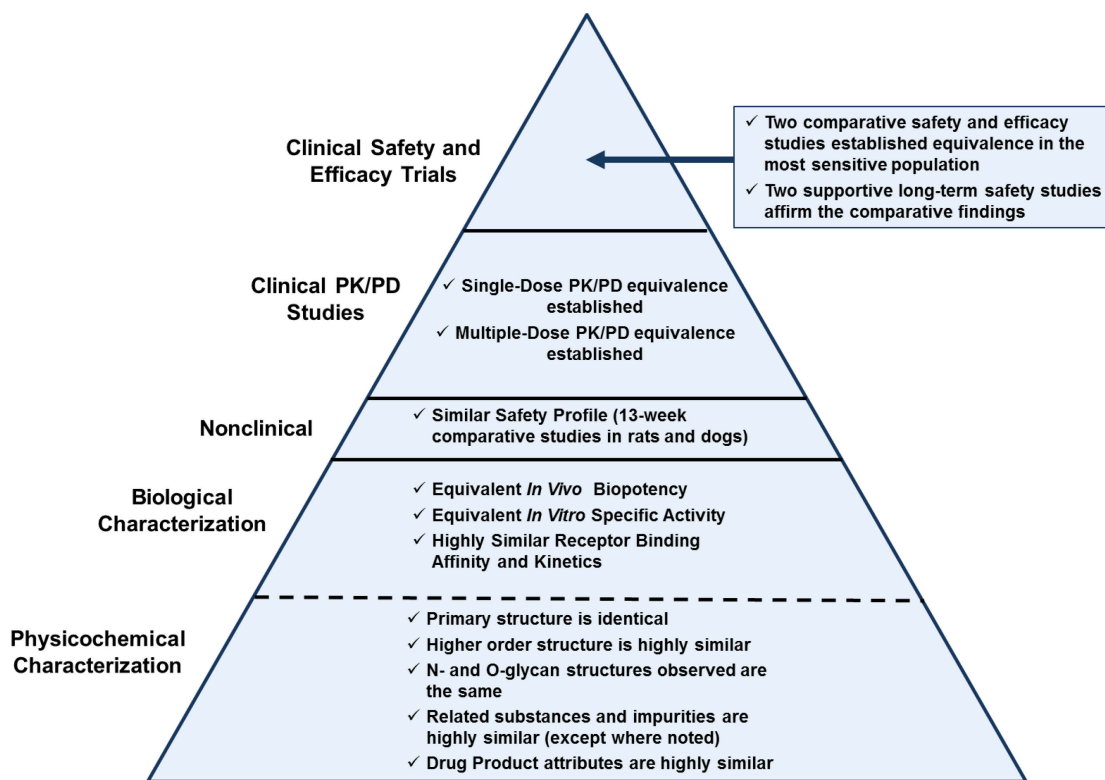 Clinical Safety and
Efficacy Trials
✓ Two comparative safety and efficacy
studies established equivalence in the
most sensitive population
✓ Two supportive long-term safety studies
affirm the comparative findings
Clinical PK/PD
Studies
✓ Single-Dose PK/PD equivalence
established
✓ Multiple-Dose PK/PD equivalence
established
Nonclinical
✓ Similar Safety Profile (13-week
comparative studies in rats and dogs)
Biological
Characterization
✓ Equivalent In Vivo Biopotency
✓ Equivalent In Vitro Specific Activity
✓ Highly Similar Receptor Binding
Affinity and Kinetics
Physicochemical
Characterization
✓ Primary structure is identical
✓ Higher order structure is highly similar
✓ N- and O-glycan structures observed are
the same
✓ Related substances and impurities are
highly similar (except where noted)
✓ Drug Product attributes are highly similar